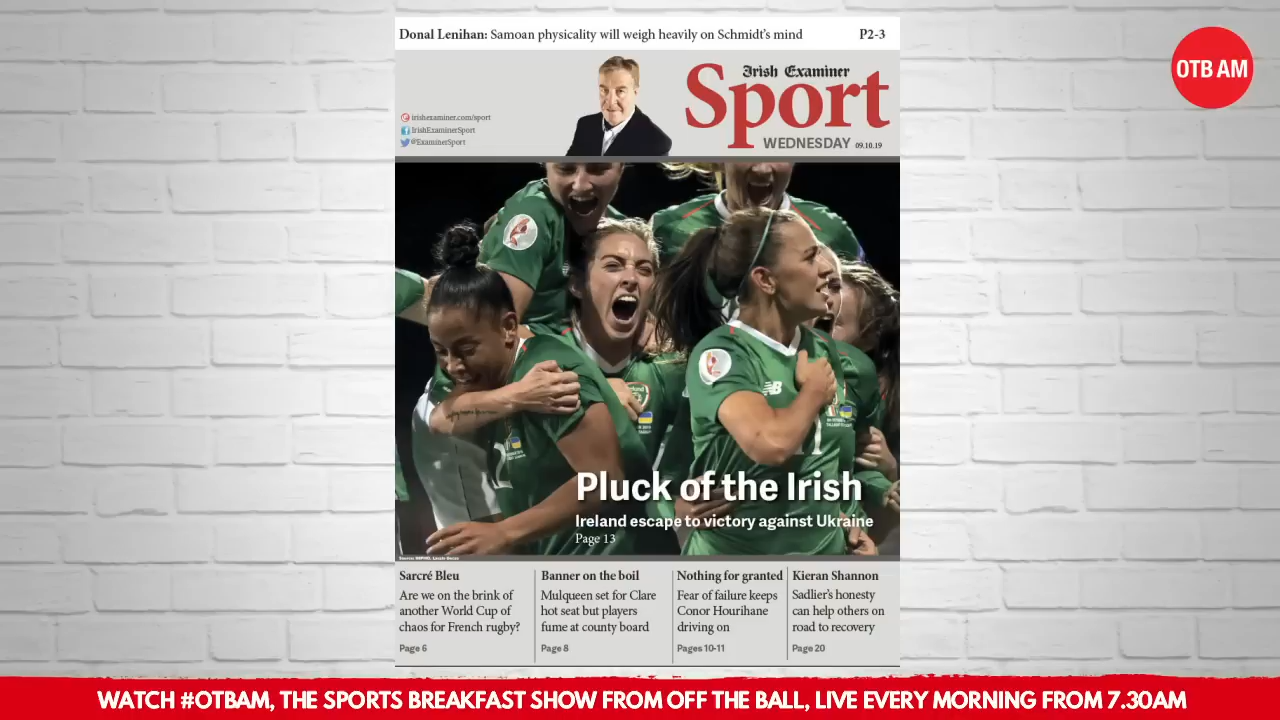 Donal Lenihan: Samoan physicality will weigh heavily on Schmidt's mind P2-3
OTB AM
Irish Examiner
Sport
WEDNESDAY 09.10.19
irishexaminer.com/sport
IrishExaminerSport
@ExaminerSport
NB
Pluck of the Irish
Ireland escape to victory against Ukraine
Page 13
Sarcré Bleu
Are we on the brink of
another World Cup of
chaos for French rugby?
Page 6
Banner on the boil
Mulqueen set for Clare
hot seat but players
fume at county board
Page 8
Nothing for granted
Fear of failure keeps
Conor Hourihane
driving on
Pages 10-11
Kieran Shannon
Sadlier's honesty
can help others on
road to recovery
Page 20
WATCH #OTBAM, THE SPORTS BREAKFAST SHOW FROM OFF THE BALL, LIVE EVERY MORNING FROM 7.30AM